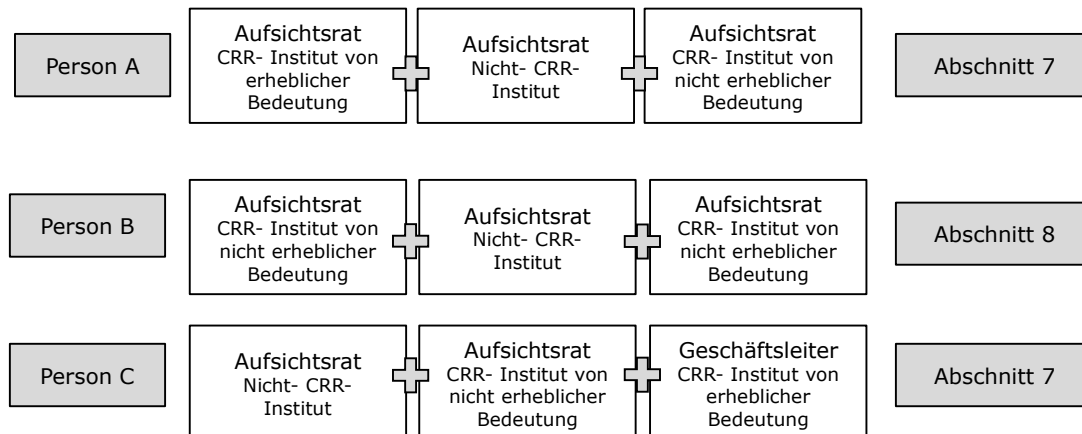 Person A
Aufsichtsrat
CRR- Institut von
erheblicher
Bedeutung
Aufsichtsrat
Nicht- CRR-
Institut
Aufsichtsrat
CRR- Institut von
nicht erheblicher
Bedeutung
Abschnitt 7
Person B
Aufsichtsrat
CRR- Institut von
nicht erheblicher
Bedeutung
Aufsichtsrat
Nicht- CRR-
Institut
Aufsichtsrat
CRR- Institut von
nicht erheblicher
Bedeutung
Abschnitt 8
Person C
Aufsichtsrat
Nicht- CRR-
Institut
Aufsichtsrat
CRR- Institut von
nicht erheblicher
Bedeutung
Geschäftsleiter
CRR- Institut von
erheblicher
Bedeutung
Abschnitt 7